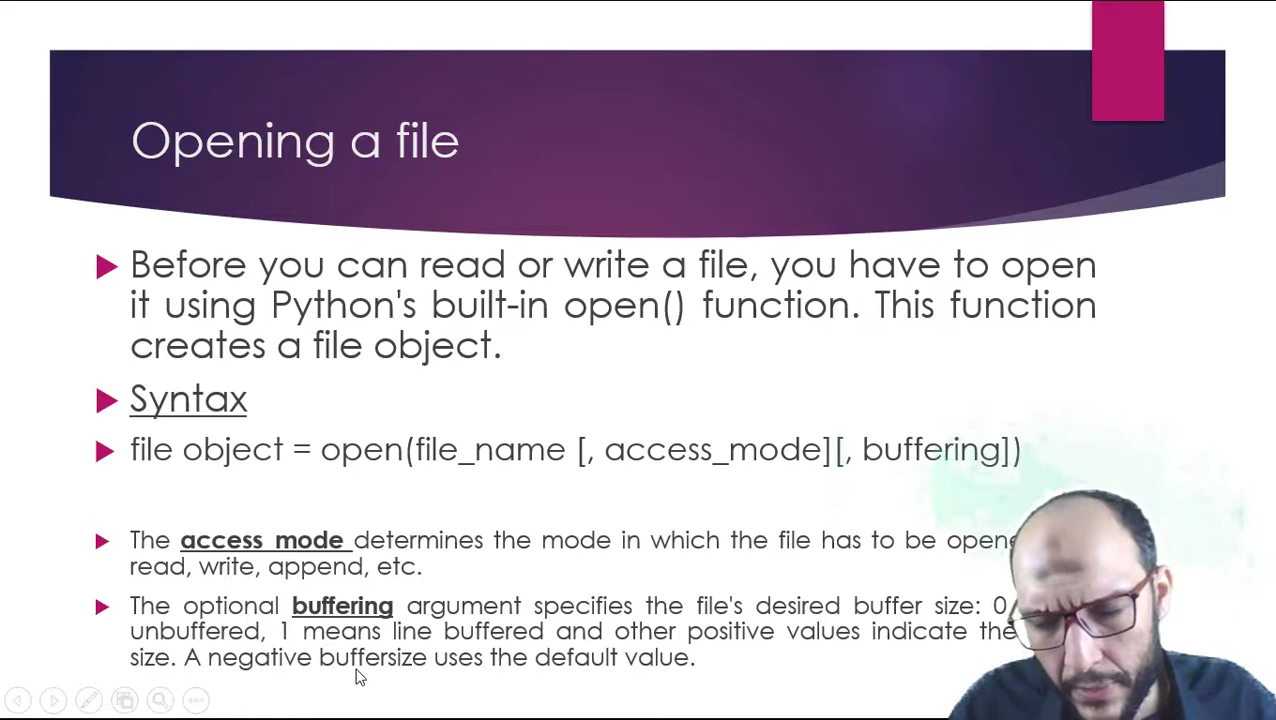 Opening a file
Before you can read or write a file, you have to open
it using Python's built-in open() function. This function
creates a file object.
Syntax
file object = open(file_name [, access_mode][, buffering])
The access mode determines the mode in which the file has to be
read, write, append, etc.
The optional buffering argument specifies the file's desired buffer size: 0
unbuffered, 1 means line buffered and other positive values indicate the
size. A negative buffersize uses the default value.